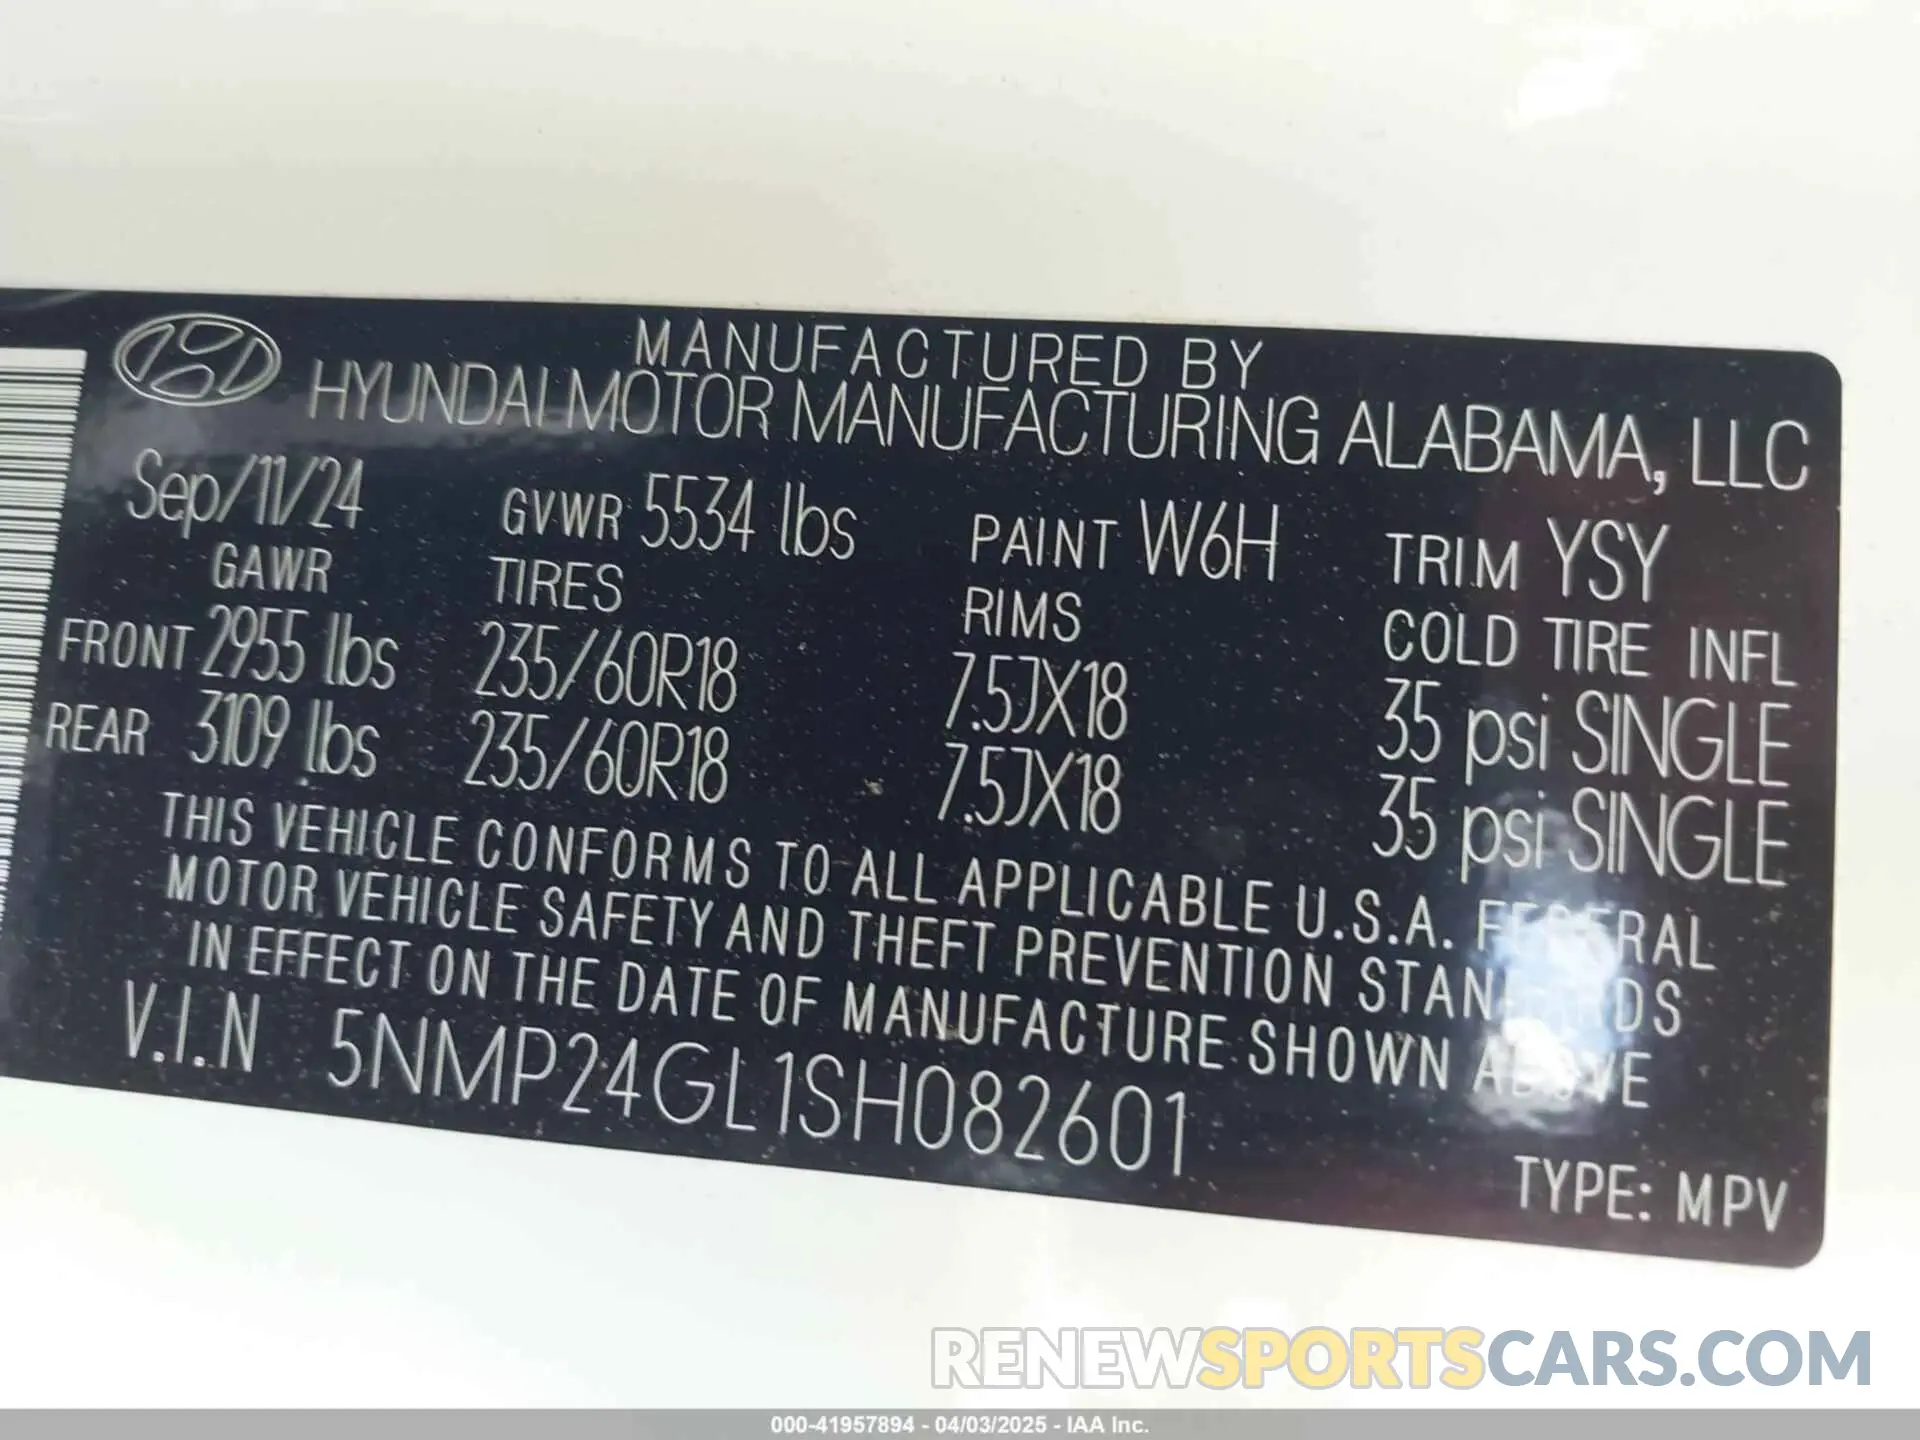 MANUFACTURED BY
HYUNDAI MOTOR MANUFACTURING ALABAMA, LLC
Sep/11/24 GVWR 5534 lbs PAINT W6H TRIM YSY
GAWR TIRES RIMS COLD TIRE INFL
FRONT 2955 lbs 235/60R18 7.5JX18 35 psi SINGLE
REAR 3109 lbs 235/60R18 7.5JX18 35 psi SINGLE
THIS VEHICLE CONFORMS TO ALL APPLICABLE U.S.A. FEDERAL
MOTOR VEHICLE SAFETY AND THEFT PREVENTION STANDARDS
IN EFFECT ON THE DATE OF MANUFACTURE SHOWN ABOVE
V.I.N 5NMP24GL1SH082601
TYPE: MPV
RENEWSPORTSCARS.COM
000-41957894 - 04/03/2025 - IAA Inc.